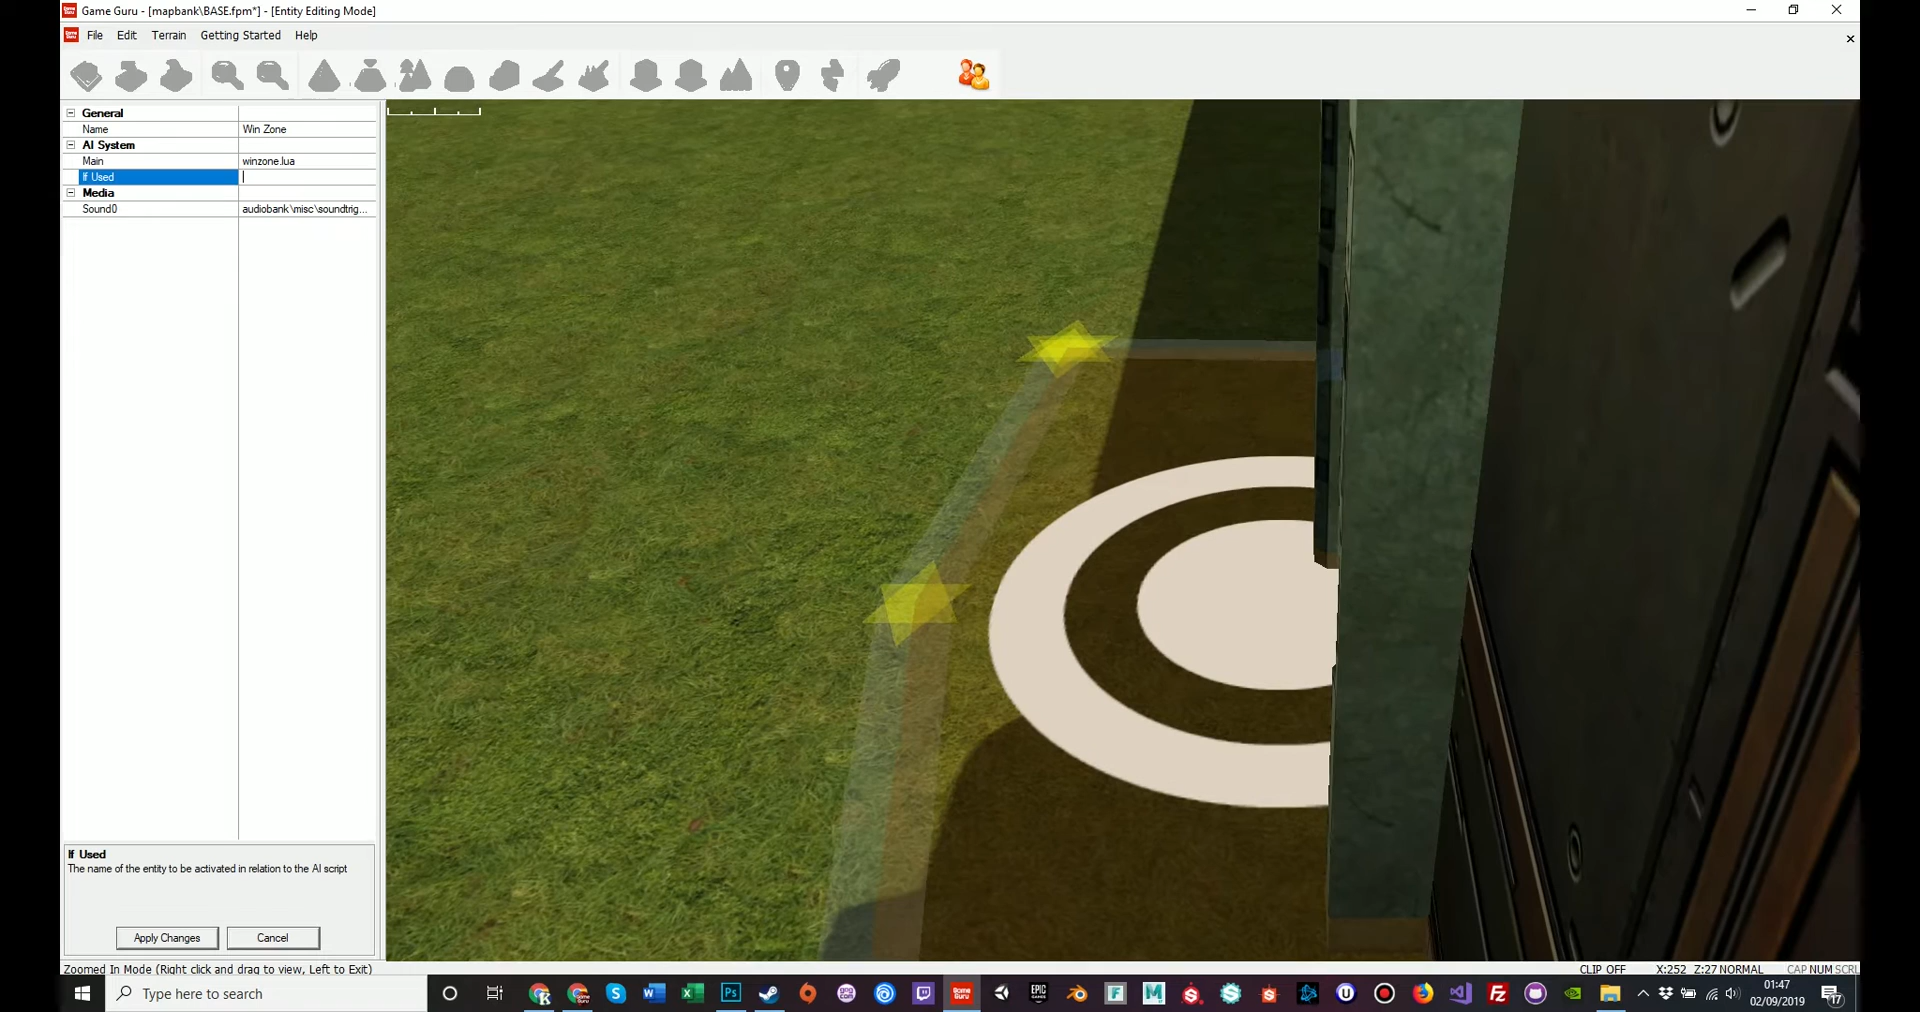 Game Guru - [mapbank\BASE.fpm*] - [Entity Editing Mode]
File Edit Terrain Getting Started Help
General
Name Win Zone
AI System
Main winzone.lua
If Used
Media
Sound0 audiobank\misc\soundtrig...
If Used
The name of the entity to be activated in relation to the AI script
Apply Changes Cancel
Zoomed In Mode (Right click and drag to view, Left to Exit) CLIP OFF X:252 Z:27 NORMAL CAP NUM SCRL
Type here to search
01:47
02/09/2019
17